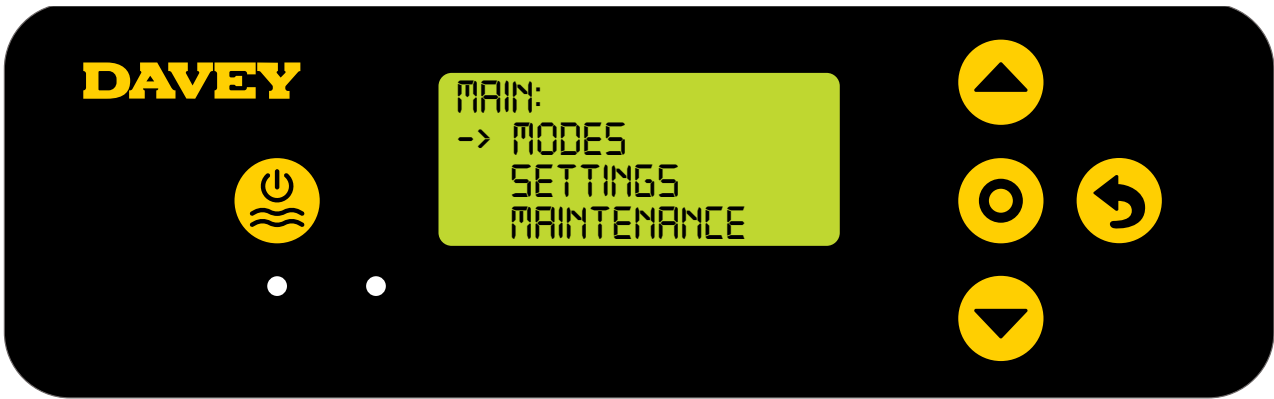 DAVEY
MAIN:
-> MODES
SETTINGS
MAINTENANCE